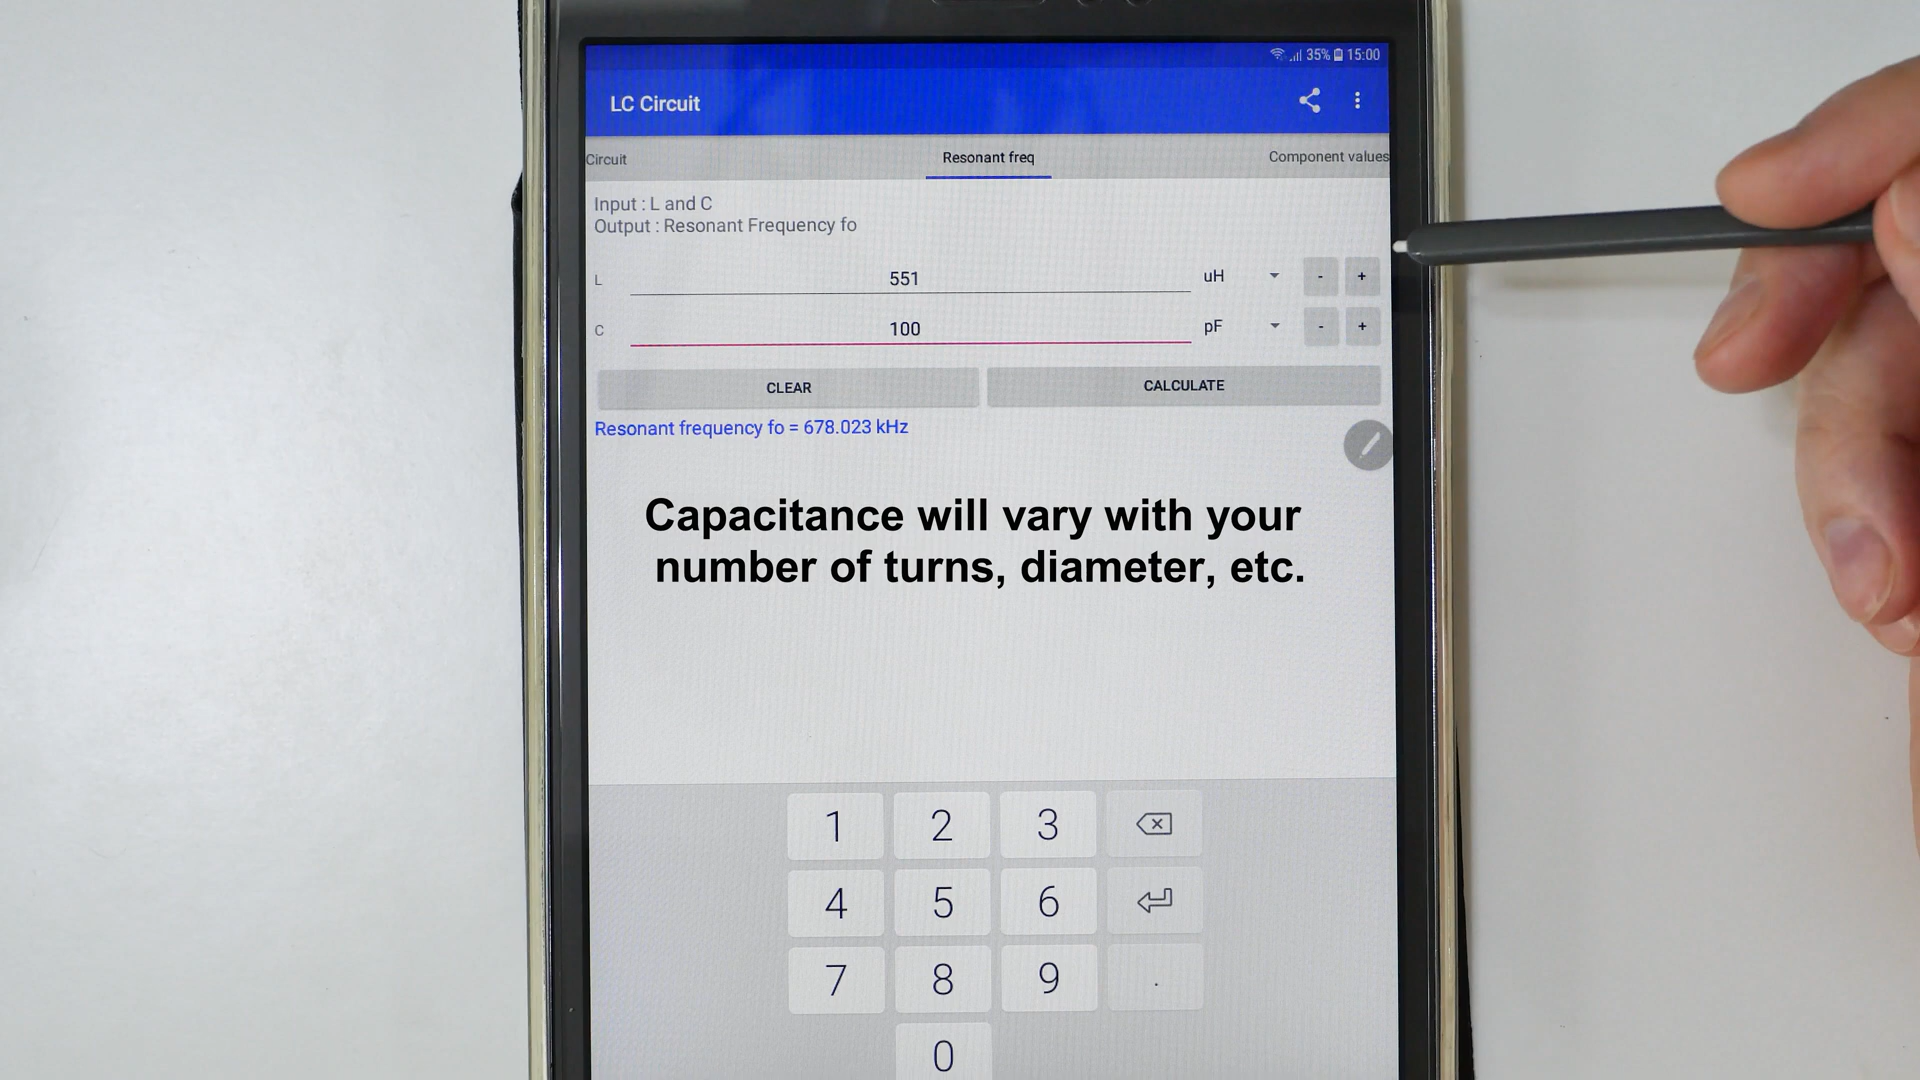 35% 15:00
LC Circuit
Circuit Resonant freq Component values
Input : L and C
Output : Resonant Frequency fo
L 551 uH - +
C 100 pF - +
CLEAR CALCULATE
Resonant frequency fo = 678.023 kHz
Capacitance will vary with your
number of turns, diameter, etc.
1 2 3
4 5 6
7 8 9 .
0